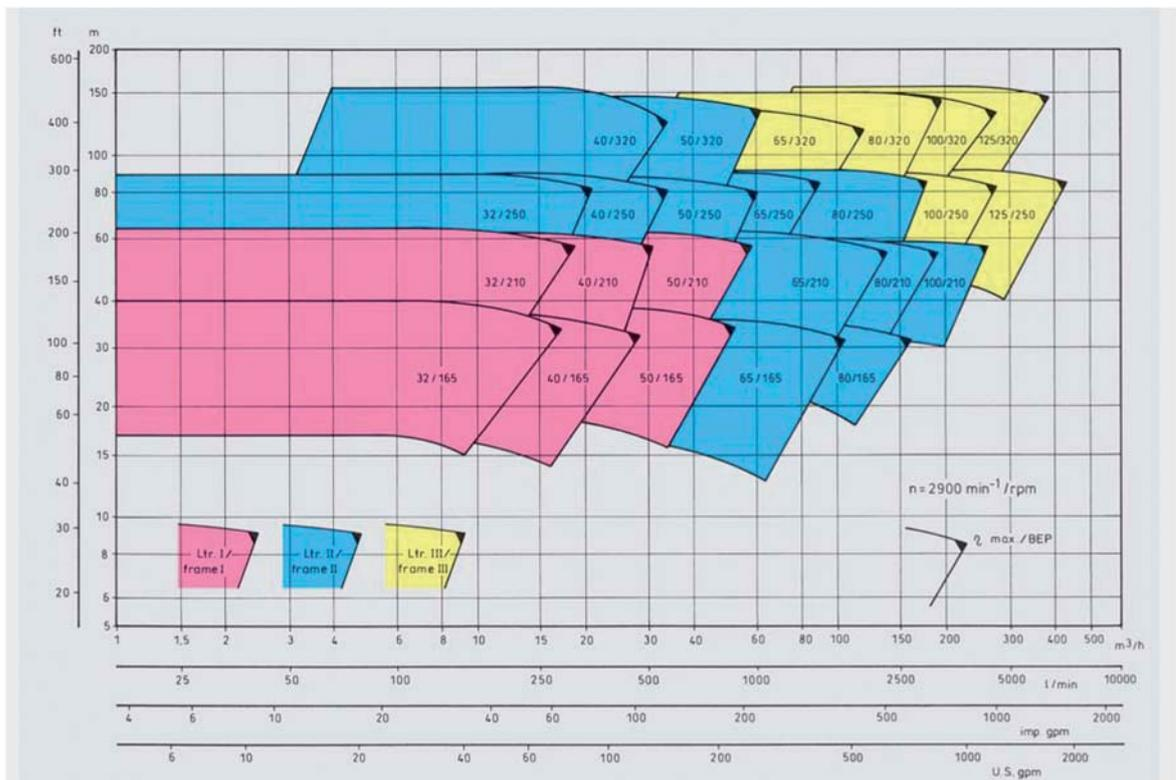 ft m
600 200
150
400
40/320 50/320 65/320 80/320 100/320 125/320
300 100
80
32/250 40/250 50/250 65/250 80/250 100/250 125/250
200 60
32/210 40/210 50/210 65/210 80/210 100/210
150
40
100 30
80
32/165 40/165 50/165 65/165 80/165
60 20
15
40
n=2900 min⁻¹/rpm
10
30
η max./BEP
8
Ltr. I/ Ltr. II/ Ltr. III/
frame I frame II frame III
20
6
5
1 1,5 2 3 4 6 8 10 15 20 30 40 60 80 100 150 200 300 400 500 m³/h
25 50 100 250 500 1000 2500 5000 10000
l/min
4 6 10 20 40 60 100 200 500 1000 2000
imp. gpm
6 10 20 40 60 100 200 500 1000 2000
U.S. gpm